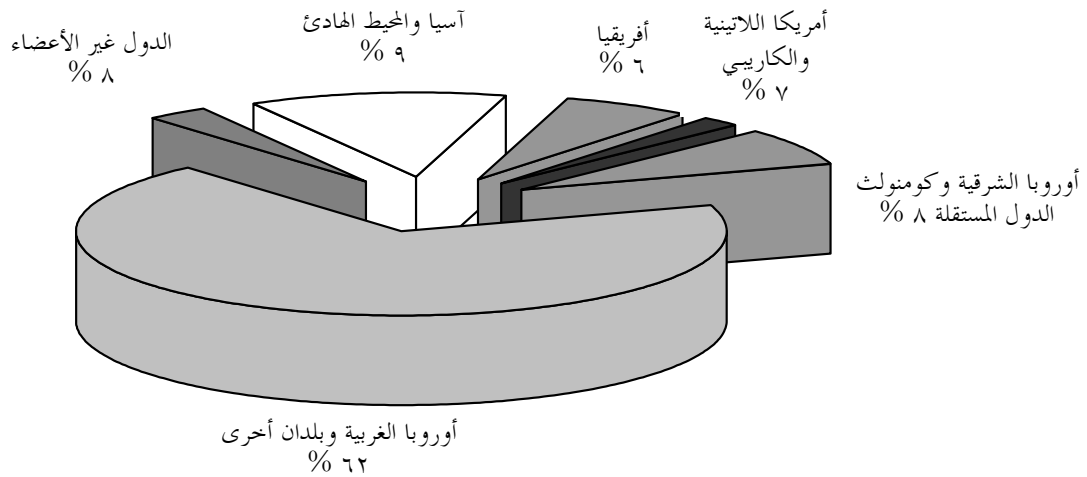 أمريكا اللاتينية
والكاريبـي
٧ %
أفريقيا
٦ %
آسيا والمحيط الهادئ
٩ %
الدول غير الأعضاء
٨ %
أوروبا الشرقية وكومنولث
الدول المستقلة ٨ %
أوروبا الغربية وبلدان أخرى
٦٢ %